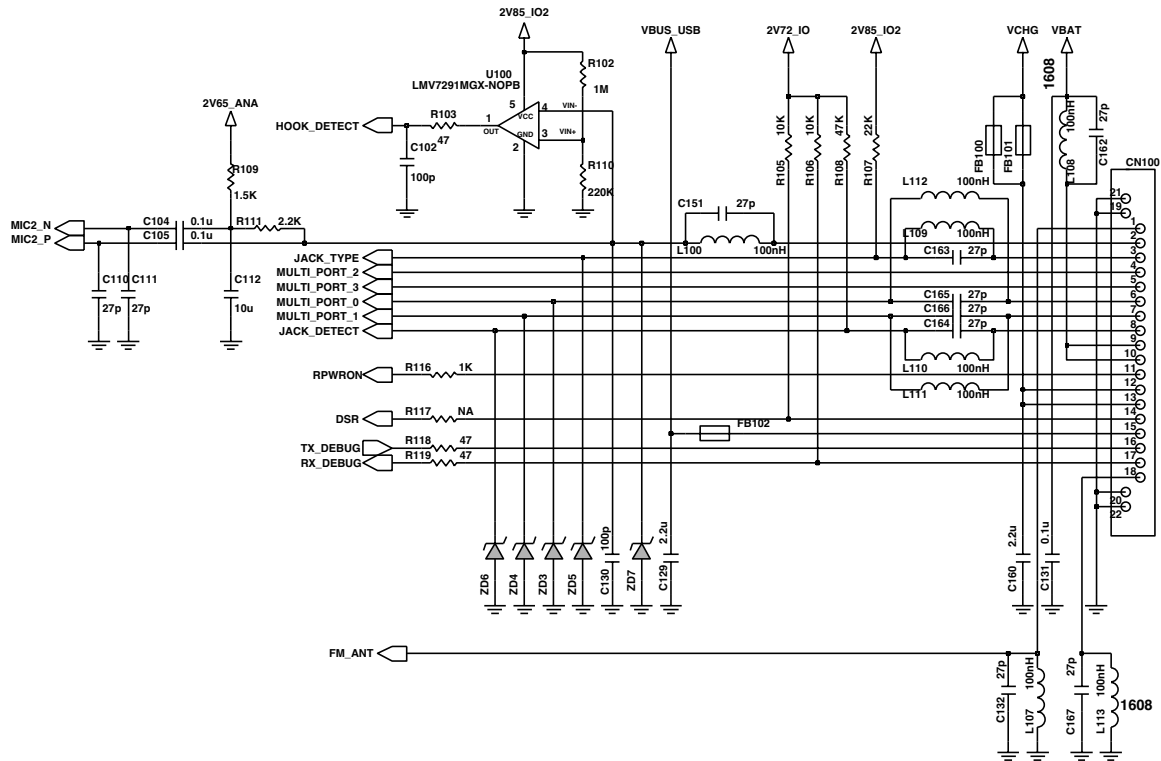 2V85_IO2
VBUS_USB
2V72_IO
2V85_IO2
VCHG
VBAT
1608
U100
LMV7291MGX-NOPB
R102
1M
5
VCC
4
VIN-
1
OUT
GND
3
VIN+
2
R110
220K
2V65_ANA
HOOK_DETECT
R103
47
C102
100p
R109
1.5K
10K
R105
10K
R106
47K
R108
22K
R107
FB100
FB101
100nH
L108
27p
C162
CN100
MIC2_N
MIC2_P
C104
0.1u
C105
0.1u
R111
2.2K
C151
27p
L100
100nH
L112
100nH
L109
100nH
C163
27p
C110
27p
C111
27p
C112
10u
JACK_TYPE
MULTI_PORT_2
MULTI_PORT_3
MULTI_PORT_0
MULTI_PORT_1
JACK_DETECT
C165
27p
C166
27p
C164
27p
L110
100nH
L111
100nH
21
19
1
2
3
4
5
6
7
8
9
10
11
12
13
14
15
16
17
18
20
22
RPWRON
R116
1K
DSR
R117
NA
FB102
TX_DEBUG
R118
47
RX_DEBUG
R119
47
ZD6
ZD4
ZD3
ZD5
100p
C130
ZD7
2.2u
C129
2.2u
C160
0.1u
C131
FM_ANT
27p
C132
100nH
L107
27p
C167
100nH
L113
1608